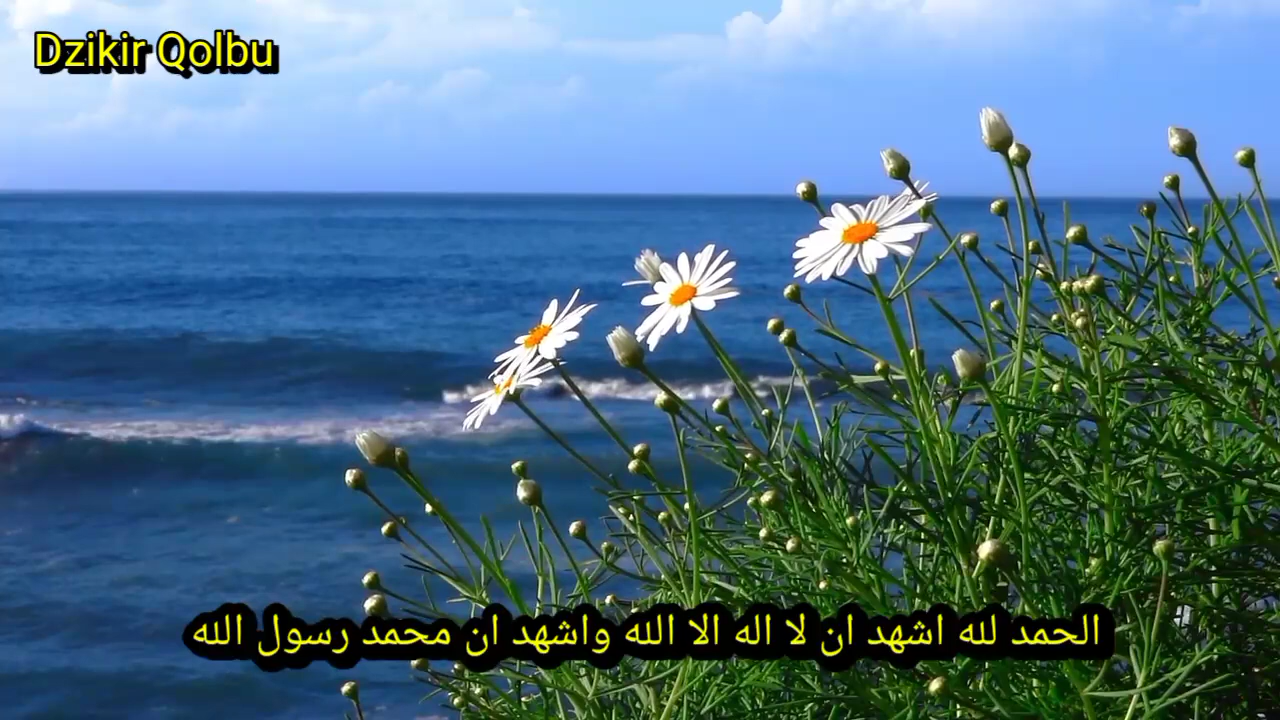 Dzikir Qolbu
الحمد لله اشهد ان لا اله الا الله واشهد ان محمد رسول الله